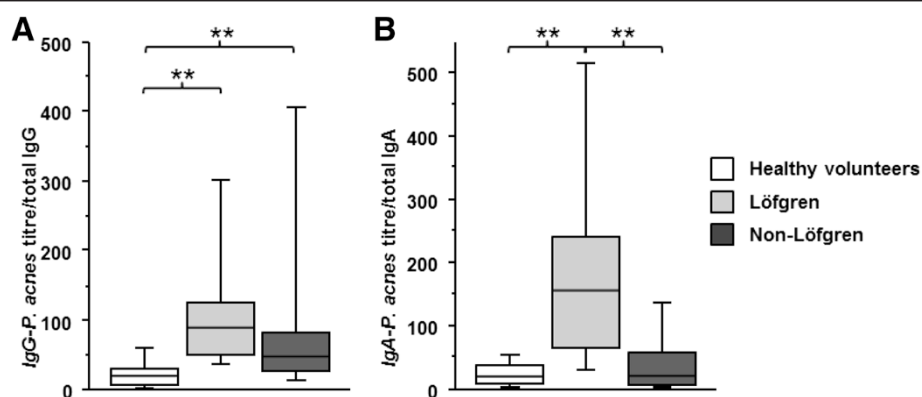 A
IgG-P. acnes titre/total IgG
500
400
300
200
100
0
**
**
B
IgA-P. acnes titre/total IgA
500
400
300
200
100
0
**
**
Healthy volunteers
Löfgren
Non-Löfgren